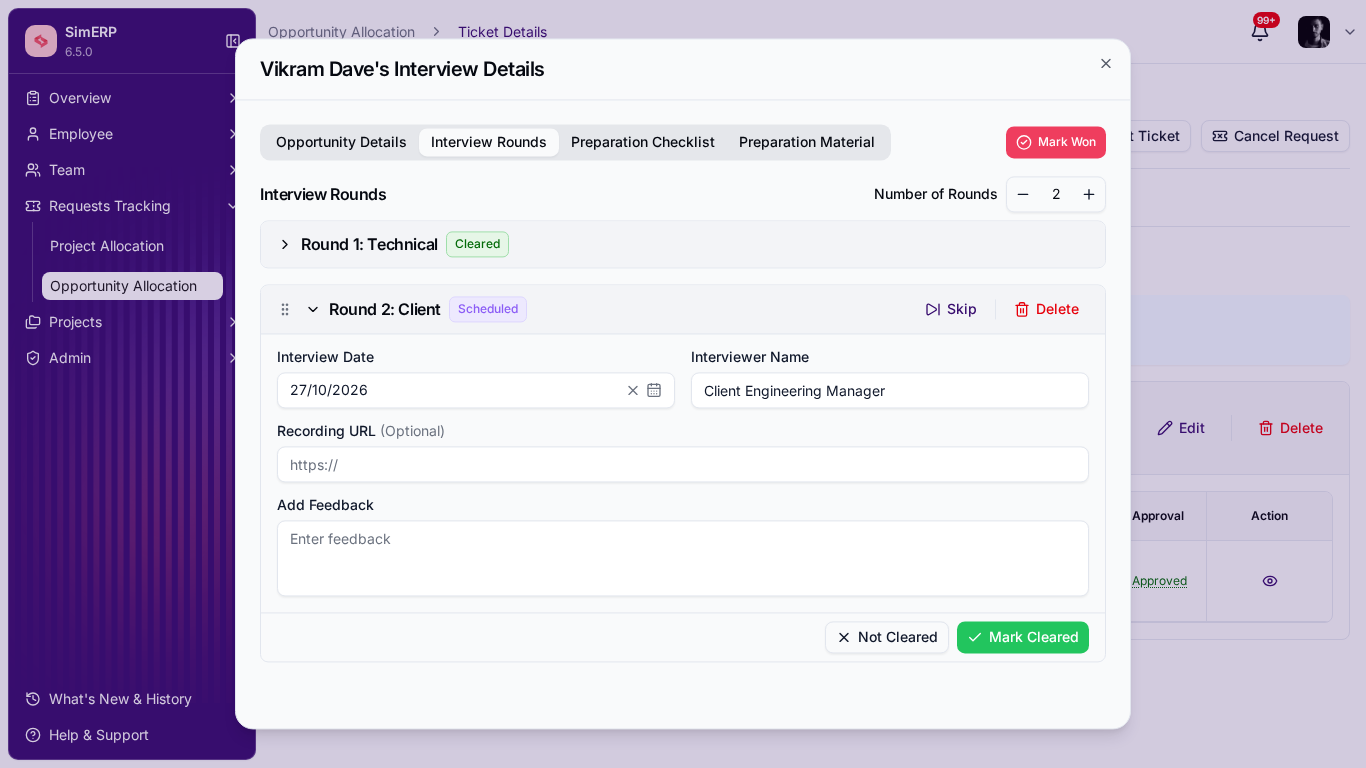 SimERP
6.5.0
Overview
Employee
Team
Requests Tracking
Project Allocation
Opportunity Allocation
Projects
Admin
What's New & History
Help & Support
Opportunity Allocation
Ticket Details
99+
t Ticket
Cancel Request
Edit
Delete
Approval
Action
Approved
Vikram Dave's Interview Details
Opportunity Details
Interview Rounds
Preparation Checklist
Preparation Material
Mark Won
Interview Rounds
Number of Rounds
2
Round 1: Technical
Cleared
Round 2: Client
Scheduled
Skip
Delete
Interview Date
Interviewer Name
27/10/2026
Client Engineering Manager
Recording URL (Optional)
https://
Add Feedback
Enter feedback
Not Cleared
Mark Cleared